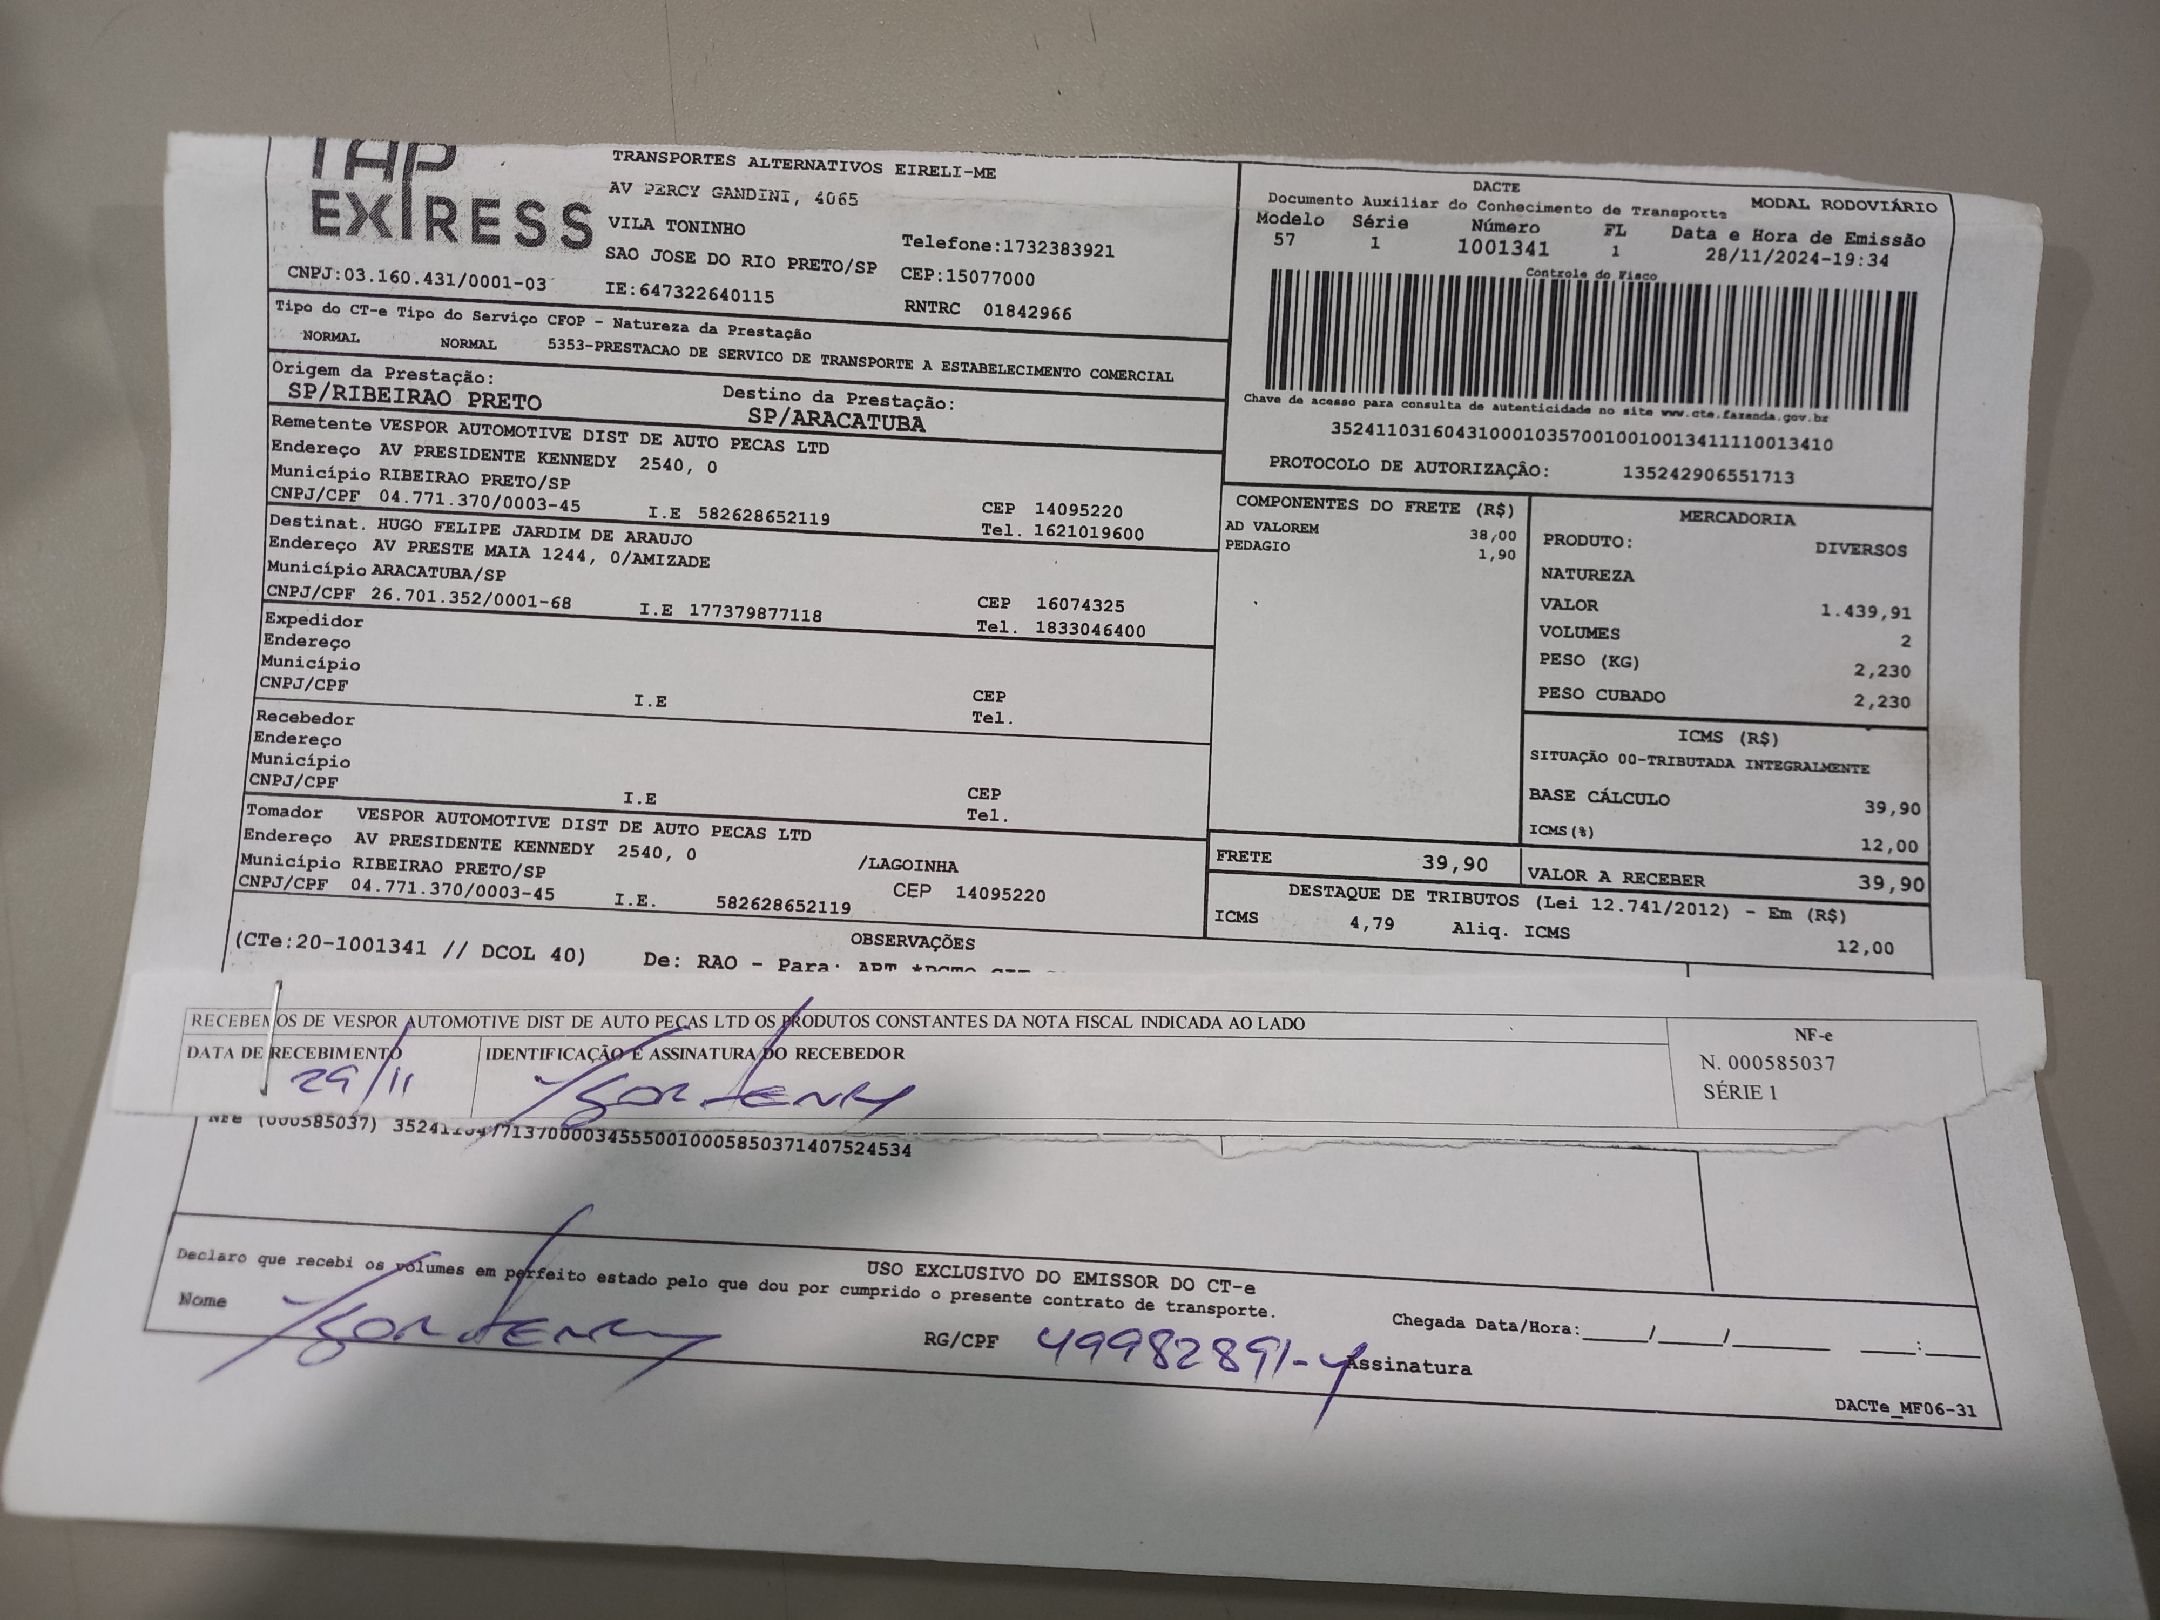 TAP
EXPRESS
TRANSPORTES ALTERNATIVOS EIRELI-ME
AV PERCY GANDINI, 4065
VILA TONINHO
Telefone:1732383921
SAO JOSE DO RIO PRETO/SP CEP:15077000
CNPJ:03.160.431/0001-03 IE:647322640115 RNTRC 01842966
DACTE MODAL RODOVIÁRIO
Documento Auxiliar do Conhecimento de Transporte
Modelo Série Número FL Data e Hora de Emissão
57 1 1001341 1 28/11/2024-19:34
Controle do Fisco
Chave de acesso para consulta de autenticidade no site www.cte.fazenda.gov.br
35241103160431000103570010010013411110013410
PROTOCOLO DE AUTORIZAÇÃO: 135242906551713
Tipo do CT-e Tipo do Serviço CFOP - Natureza da Prestação
NORMAL NORMAL 5353-PRESTACAO DE SERVICO DE TRANSPORTE A ESTABELECIMENTO COMERCIAL
Origem da Prestação: Destino da Prestação:
SP/RIBEIRAO PRETO SP/ARACATUBA
Remetente VESPOR AUTOMOTIVE DIST DE AUTO PECAS LTD
Endereço AV PRESIDENTE KENNEDY 2540, 0
Município RIBEIRAO PRETO/SP CEP 14095220
CNPJ/CPF 04.771.370/0003-45 I.E 582628652119 Tel. 1621019600
Destinat. HUGO FELIPE JARDIM DE ARAUJO
Endereço AV PRESTE MAIA 1244, 0/AMIZADE
Município ARACATUBA/SP CEP 16074325
CNPJ/CPF 26.701.352/0001-68 I.E 177379877118 Tel. 1833046400
Expedidor
Endereço
Município CEP
CNPJ/CPF I.E Tel.
Recebedor
Endereço
Município CEP
CNPJ/CPF I.E Tel.
Tomador VESPOR AUTOMOTIVE DIST DE AUTO PECAS LTD
Endereço AV PRESIDENTE KENNEDY 2540, 0 /LAGOINHA
Município RIBEIRAO PRETO/SP CEP 14095220
CNPJ/CPF 04.771.370/0003-45 I.E. 582628652119
COMPONENTES DO FRETE (R$)
AD VALOREM 38,00
PEDAGIO 1,90
MERCADORIA
PRODUTO: DIVERSOS
NATUREZA
VALOR 1.439,91
VOLUMES 2
PESO (KG) 2,230
PESO CUBADO 2,230
ICMS (R$)
SITUAÇÃO 00-TRIBUTADA INTEGRALMENTE
BASE CÁLCULO 39,90
ICMS(%) 12,00
FRETE 39,90 VALOR A RECEBER 39,90
DESTAQUE DE TRIBUTOS (Lei 12.741/2012) - Em (R$)
ICMS 4,79 Aliq. ICMS 12,00
OBSERVAÇÕES
(CTe:20-1001341 // DCOL 40) De: RAO - Para:
RECEBEMOS DE VESPOR AUTOMOTIVE DIST DE AUTO PEÇAS LTD OS PRODUTOS CONSTANTES DA NOTA FISCAL INDICADA AO LADO
DATA DE RECEBIMENTO IDENTIFICAÇÃO E ASSINATURA DO RECEBEDOR
29/11 Ygor Henry
NF-e
N. 000585037
SÉRIE 1
NFe (000585037) 35241104771370000345550010005850371407524534
USO EXCLUSIVO DO EMISSOR DO CT-e
Declaro que recebi os volumes em perfeito estado pelo que dou por cumprido o presente contrato de transporte.
Nome Ygor Henry RG/CPF 49982891-4 Assinatura
Chegada Data/Hora:_____/_____/_______ ____:____
DACTe_MF06-31